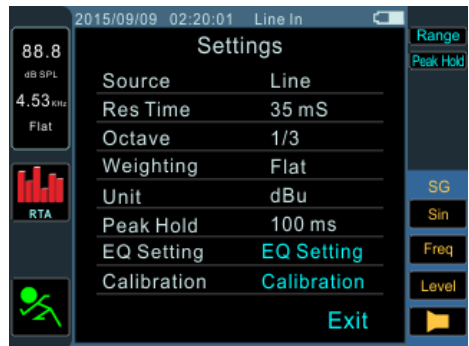 2015/09/09 02:20:01 Line In
88.8
dB SPL
4.53 KHz
Flat
RTA
Settings
Source Line
Res Time 35 mS
Octave 1/3
Weighting Flat
Unit dBu
Peak Hold 100 ms
EQ Setting EQ Setting
Calibration Calibration
Exit
Range
Peak Hold
SG
Sin
Freq
Level